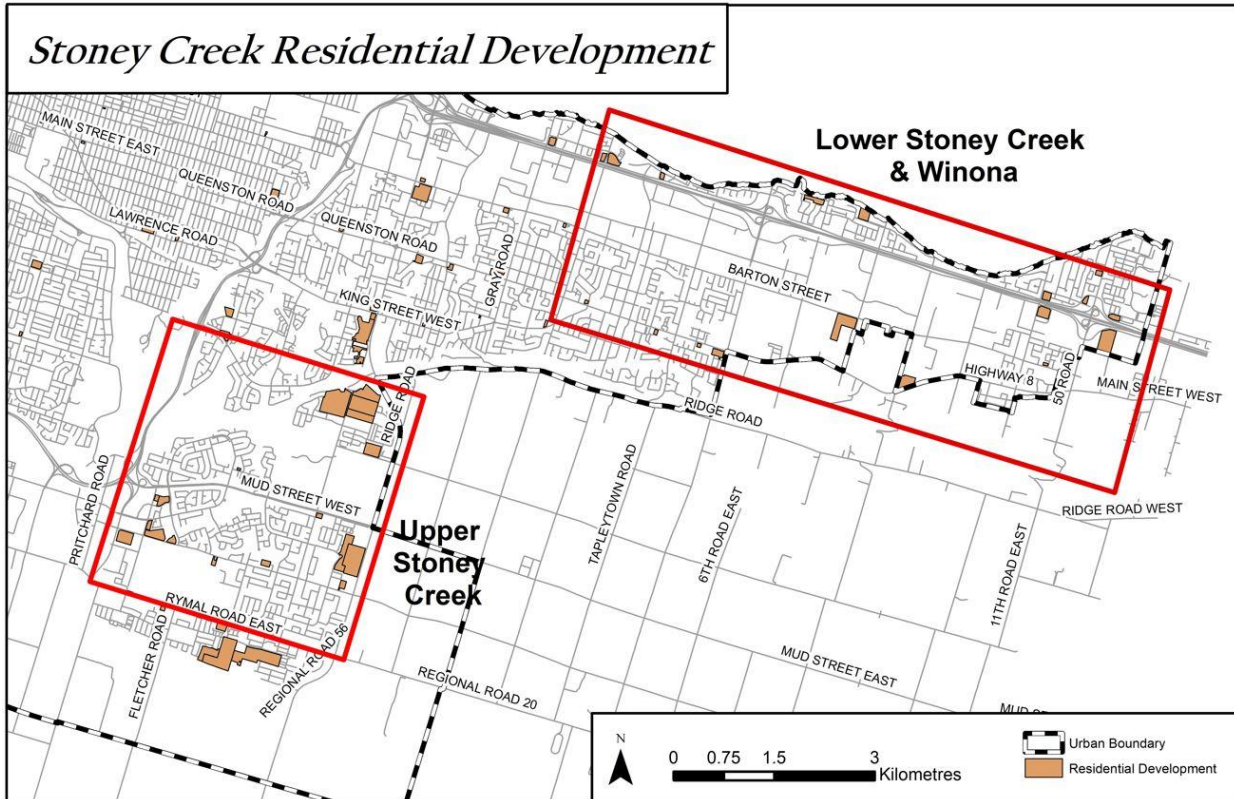 Stoney Creek Residential Development
MAIN STREET EAST
QUEENSTON ROAD
LAWRENCE ROAD
QUEENSTON ROAD
GRAY ROAD
KING STREET WEST
Lower Stoney Creek
& Winona
BARTON STREET
HIGHWAY 8
50 ROAD
MAIN STREET WEST
RIDGE ROAD
RIDGE ROAD
RIDGE ROAD WEST
PRITCHARD ROAD
MUD STREET WEST
Upper
Stoney
Creek
TAPLEYTOWN ROAD
6TH ROAD EAST
11TH ROAD EAST
RYMAL ROAD EAST
FLETCHER ROAD
REGIONAL ROAD 56
REGIONAL ROAD 20
MUD STREET EAST
N
0 0.75 1.5 3
Kilometres
Urban Boundary
Residential Development